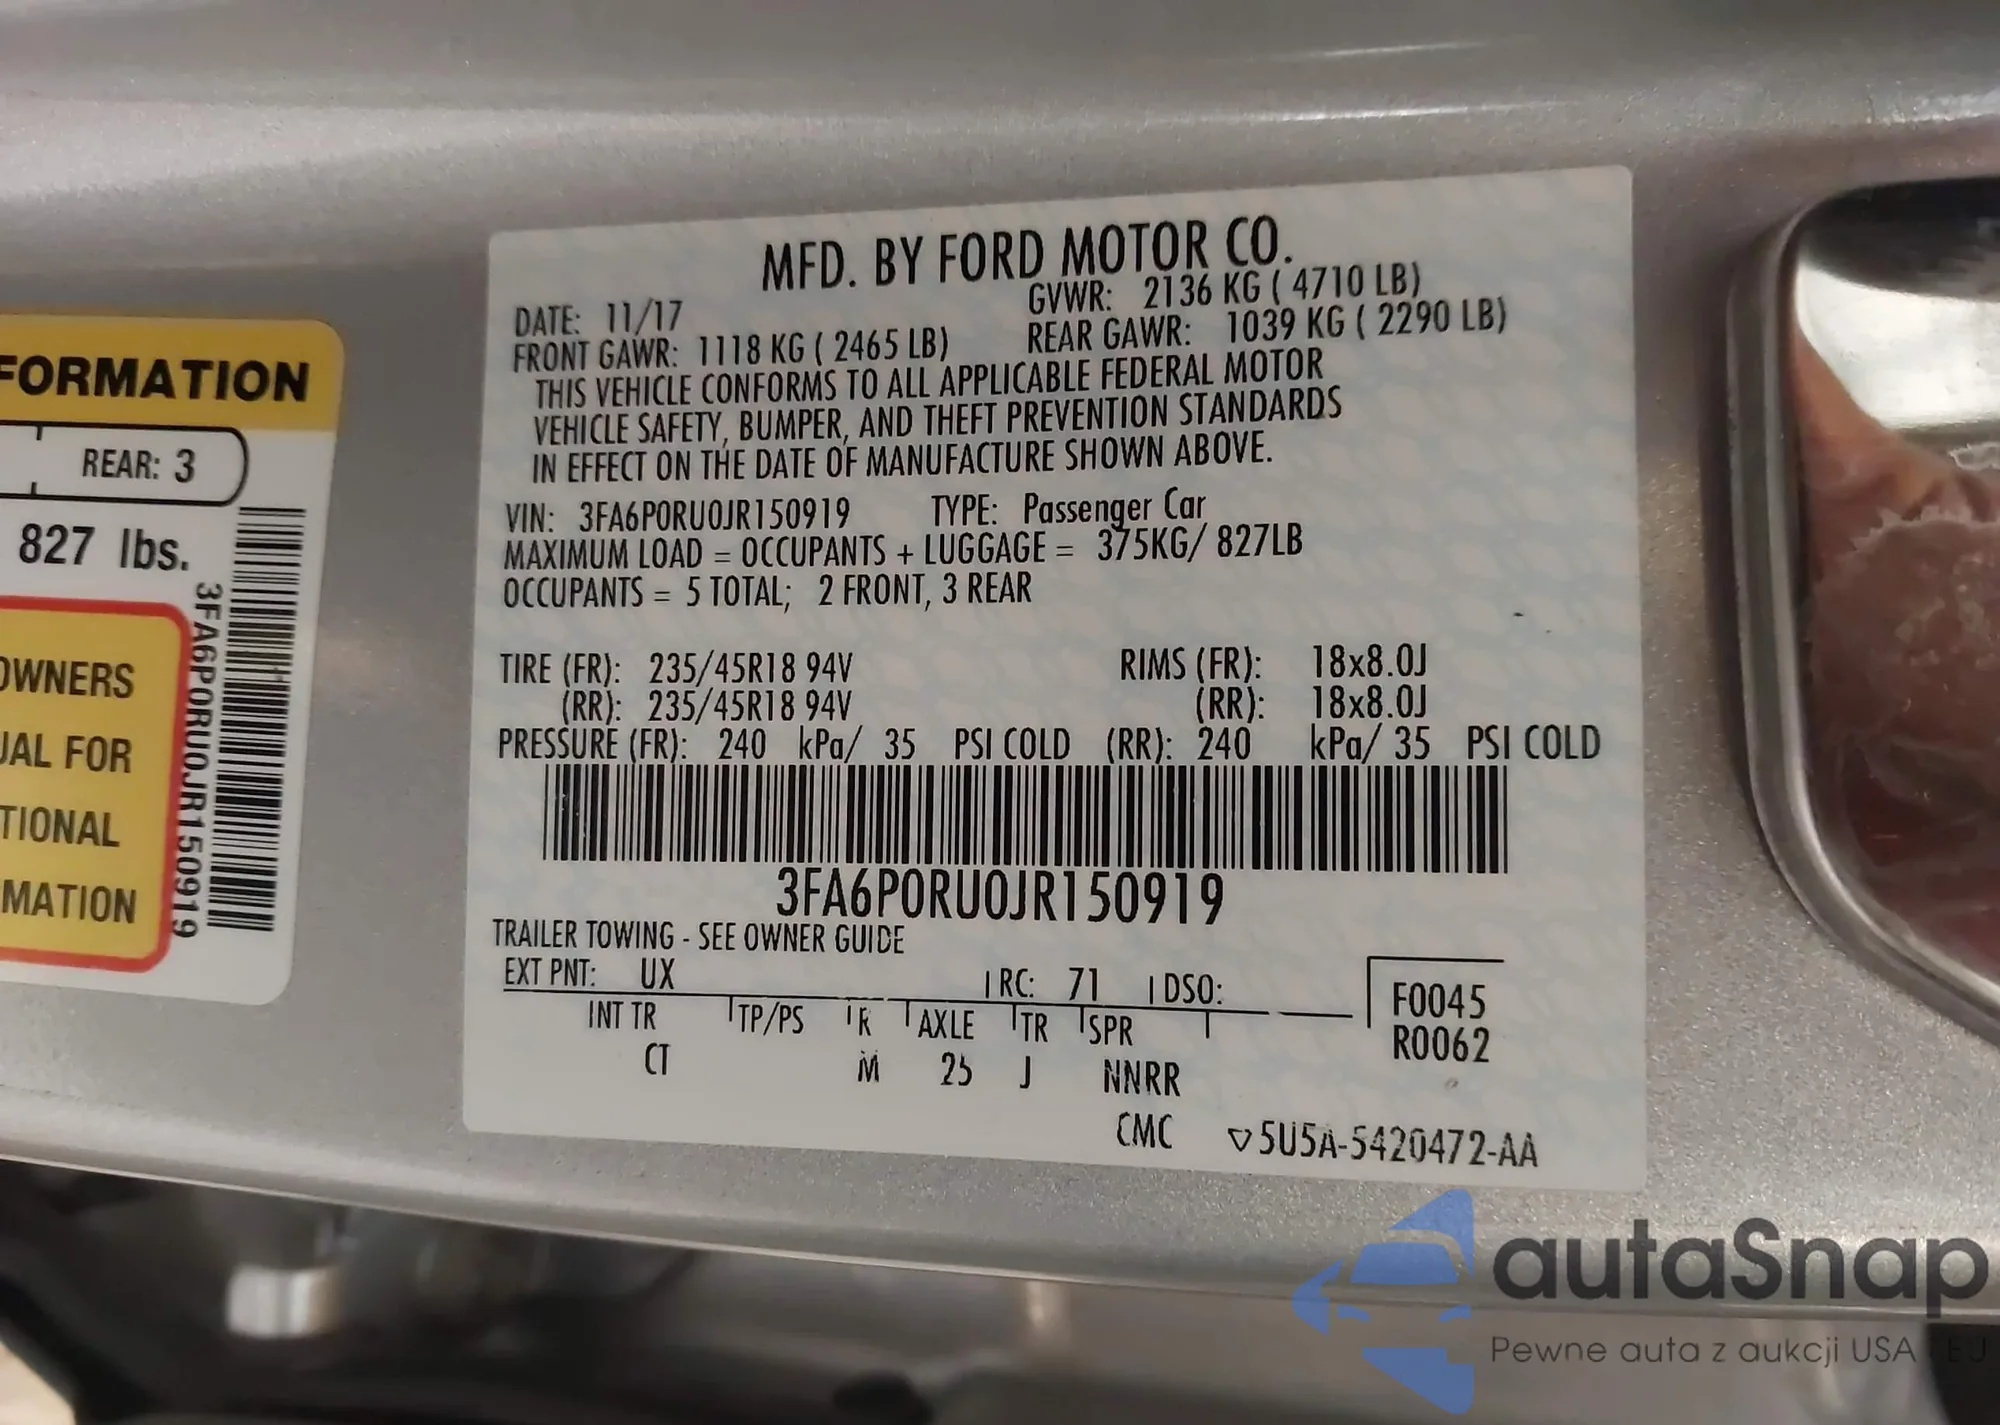 FORMATION
REAR: 3
827 lbs.
OWNERS
UAL FOR
TIONAL
MATION
3FA6P0RU0JR150919
MFD. BY FORD MOTOR CO.
DATE: 11/17 GVWR: 2136 KG ( 4710 LB)
FRONT GAWR: 1118 KG ( 2465 LB) REAR GAWR: 1039 KG ( 2290 LB)
THIS VEHICLE CONFORMS TO ALL APPLICABLE FEDERAL MOTOR
VEHICLE SAFETY, BUMPER, AND THEFT PREVENTION STANDARDS
IN EFFECT ON THE DATE OF MANUFACTURE SHOWN ABOVE.
VIN: 3FA6P0RU0JR150919 TYPE: Passenger Car
MAXIMUM LOAD = OCCUPANTS + LUGGAGE = 375KG/ 827LB
OCCUPANTS = 5 TOTAL; 2 FRONT, 3 REAR
TIRE (FR): 235/45R18 94V RIMS (FR): 18x8.0J
(RR): 235/45R18 94V (RR): 18x8.0J
PRESSURE (FR): 240 kPa/ 35 PSI COLD (RR): 240 kPa/ 35 PSI COLD
3FA6P0RU0JR150919
TRAILER TOWING - SEE OWNER GUIDE
EXT PNT: UX RC: 71 DSO:
F0045
R0062
INT TR TP/PS R AXLE TR SPR
CT M 25 J NNRR
CMC ▽5U5A-5420472-AA
autaSnap
Pewne auta z aukcji USA i EU